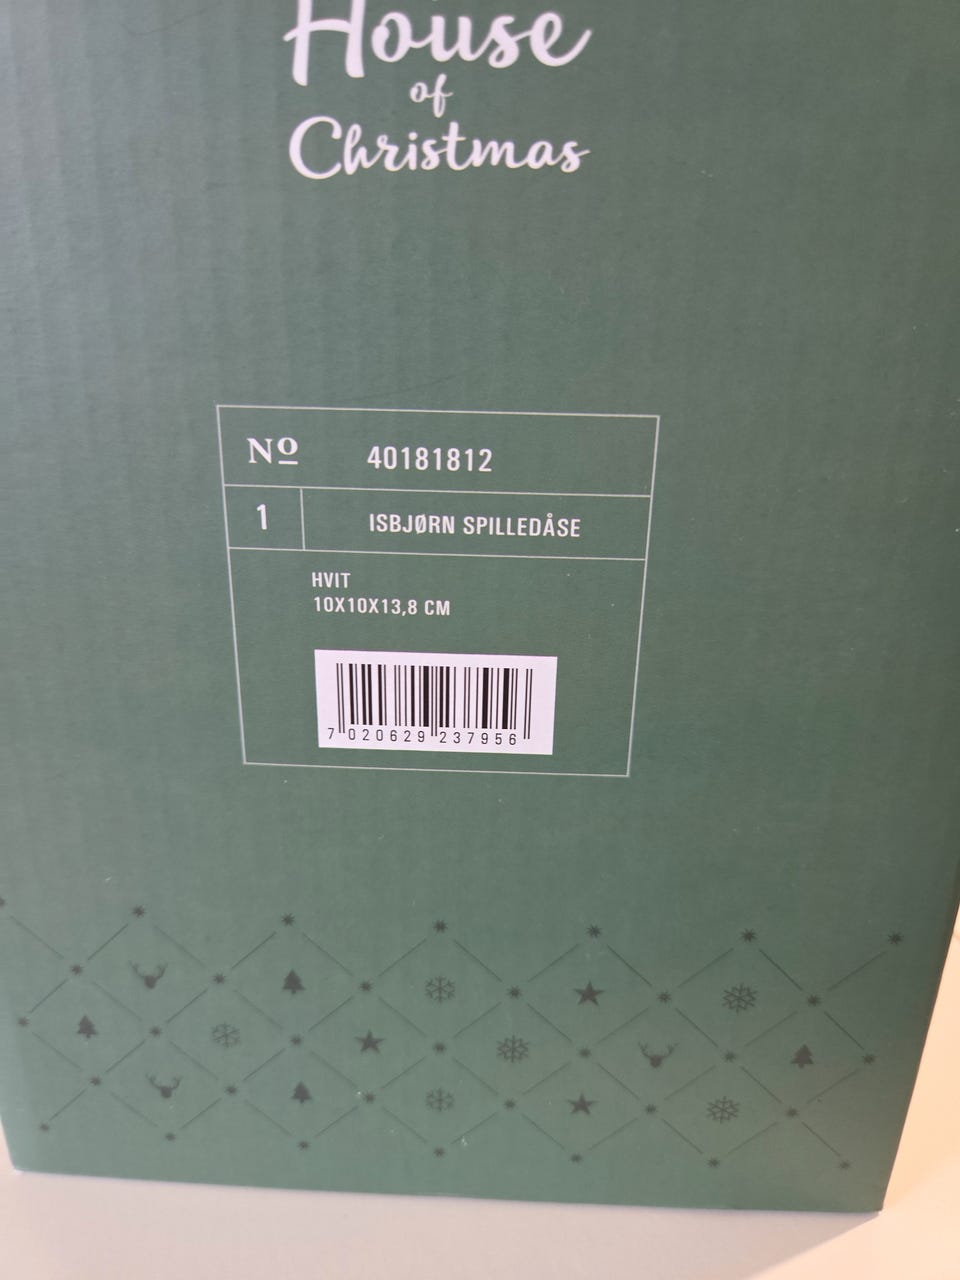 House
of
Christmas
Nº 40181812
1 ISBJØRN SPILLEDÅSE
HVIT
10X10X13,8 CM
7 020629 237956